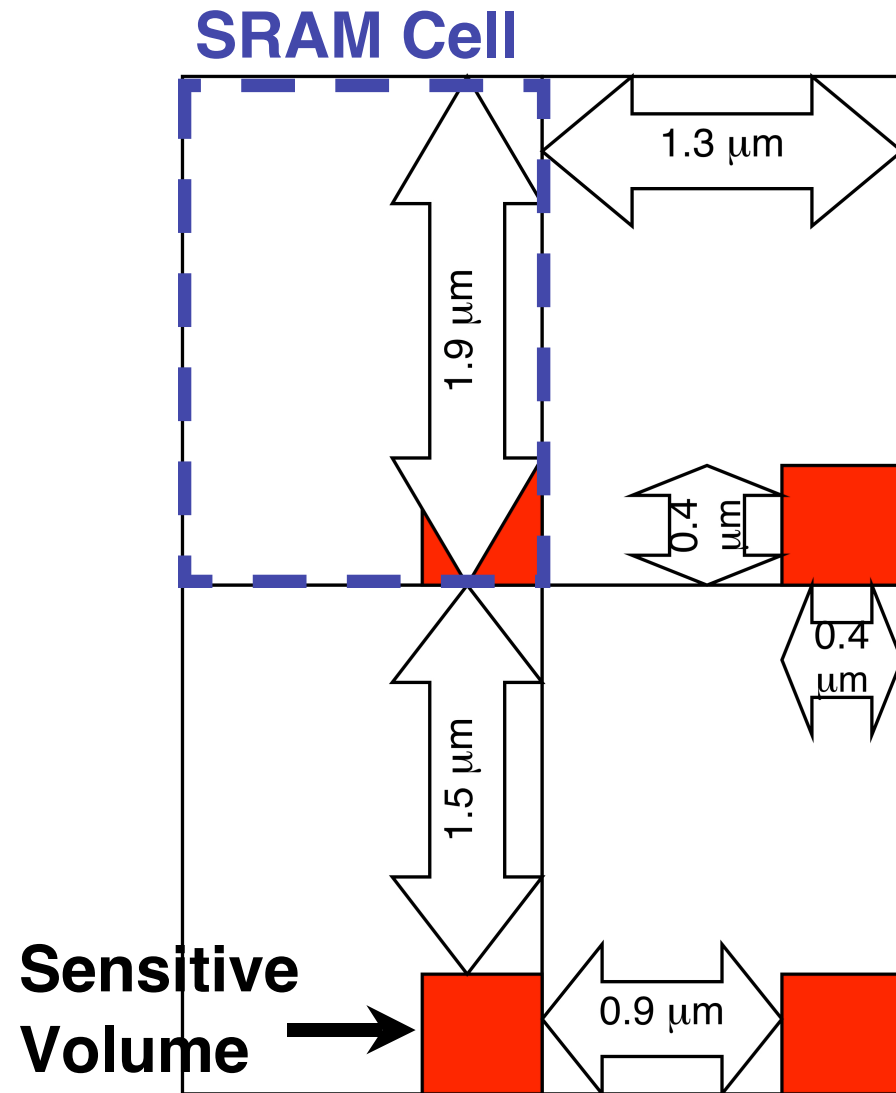 SRAM Cell
1.3 μm
1.9 μm
0.4
μm
0.4
μm
1.5 μm
Sensitive
Volume
0.9 μm